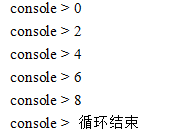 console > 0
console > 2
console > 4
console > 6
console > 8
console > 循环结束